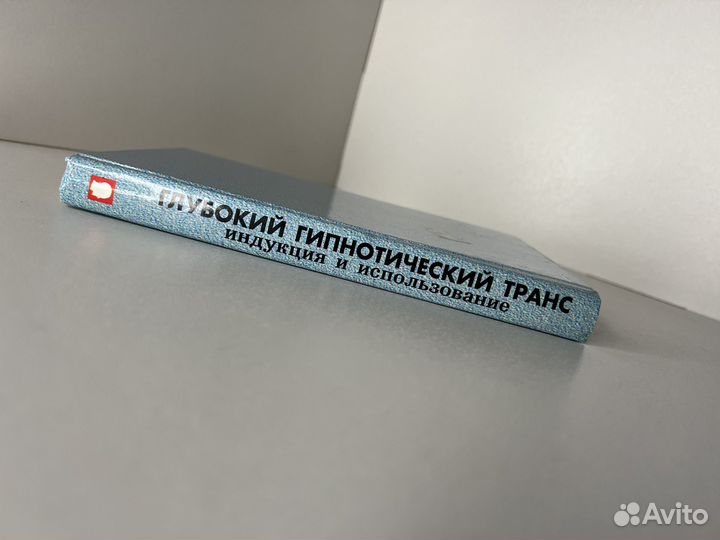 ГЛУБОКИЙ ГИПНОТИЧЕСКИЙ ТРАНС
индукция и использование
Avito